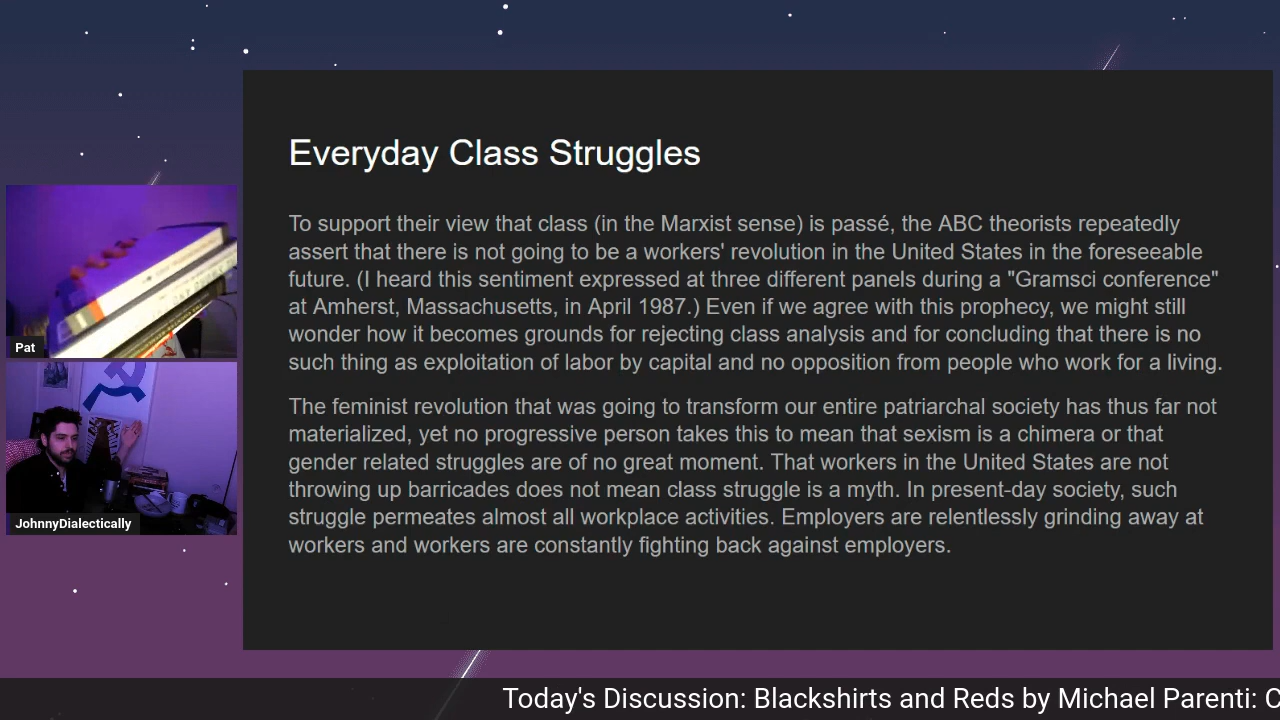 Everyday Class Struggles
To support their view that class (in the Marxist sense) is passé, the ABC theorists repeatedly
assert that there is not going to be a workers' revolution in the United States in the foreseeable
future. (I heard this sentiment expressed at three different panels during a "Gramsci conference"
at Amherst, Massachusetts, in April 1987.) Even if we agree with this prophecy, we might still
wonder how it becomes grounds for rejecting class analysis and for concluding that there is no
such thing as exploitation of labor by capital and no opposition from people who work for a living.
The feminist revolution that was going to transform our entire patriarchal society has thus far not
materialized, yet no progressive person takes this to mean that sexism is a chimera or that
gender related struggles are of no great moment. That workers in the United States are not
throwing up barricades does not mean class struggle is a myth. In present-day society, such
struggle permeates almost all workplace activities. Employers are relentlessly grinding away at
workers and workers are constantly fighting back against employers.
Pat
JohnnyDialectically
Today's Discussion: Blackshirts and Reds by Michael Parenti: